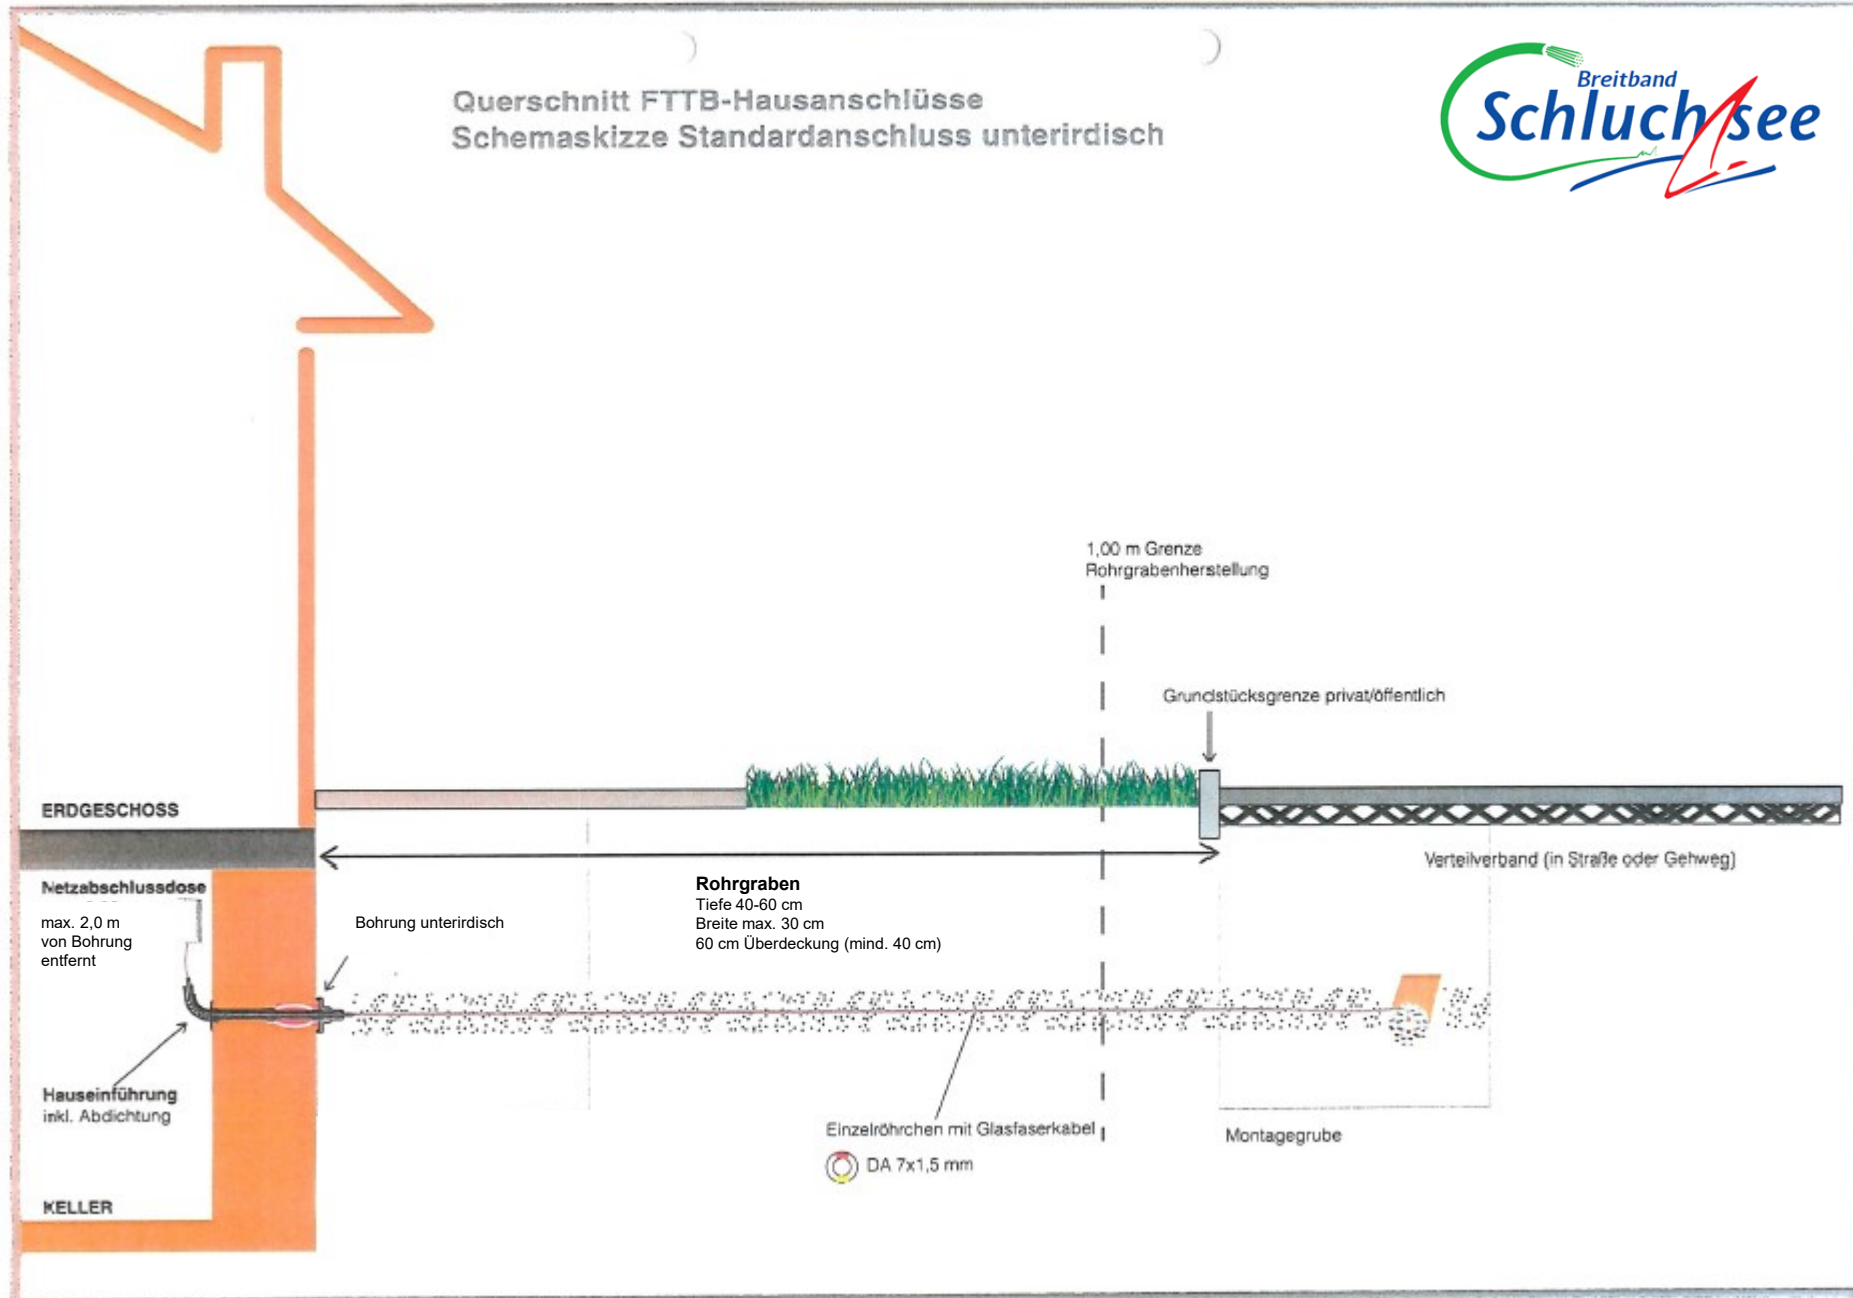 Querschnitt FTTB-Hausanschlüsse
Schemaskizze Standardanschluss unterirdisch
Breitband
Schluchsee
1,00 m Grenze
Rohrgrabenherstellung
Grundstücksgrenze privat/öffentlich
ERDGESCHOSS
Verteilverband (in Straße oder Gehweg)
Netzabschlussdose
max. 2,0 m
von Bohrung
entfernt
Bohrung unterirdisch
Rohrgraben
Tiefe 40-60 cm
Breite max. 30 cm
60 cm Überdeckung (mind. 40 cm)
Hauseinführung
inkl. Abdichtung
Einzelröhrchen mit Glasfaserkabel
DA 7x1,5 mm
Montagegrube
KELLER